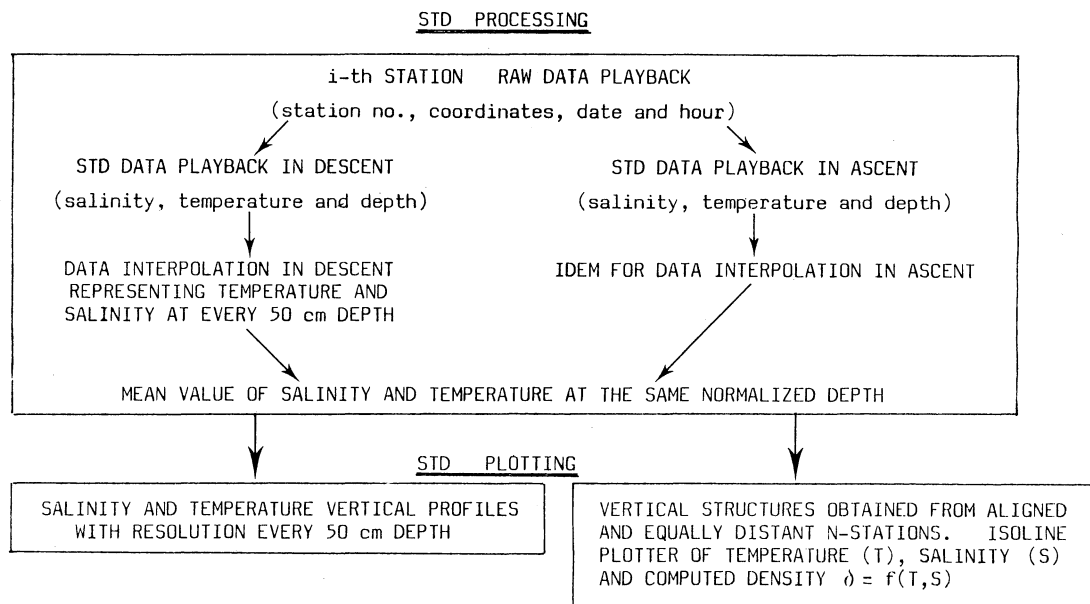 STD PROCESSING
i-th STATION RAW DATA PLAYBACK
(station no., coordinates, date and hour)
STD DATA PLAYBACK IN DESCENT
(salinity, temperature and depth)
DATA INTERPOLATION IN DESCENT
REPRESENTING TEMPERATURE AND
SALINITY AT EVERY 50 cm DEPTH
STD DATA PLAYBACK IN ASCENT
(salinity, temperature and depth)
IDEM FOR DATA INTERPOLATION IN ASCENT
MEAN VALUE OF SALINITY AND TEMPERATURE AT THE SAME NORMALIZED DEPTH
STD PLOTTING
SALINITY AND TEMPERATURE VERTICAL PROFILES
WITH RESOLUTION EVERY 50 cm DEPTH
VERTICAL STRUCTURES OBTAINED FROM ALIGNED
AND EQUALLY DISTANT N-STATIONS. ISOLINE
PLOTTER OF TEMPERATURE (T), SALINITY (S)
AND COMPUTED DENSITY ∂ = f(T,S)